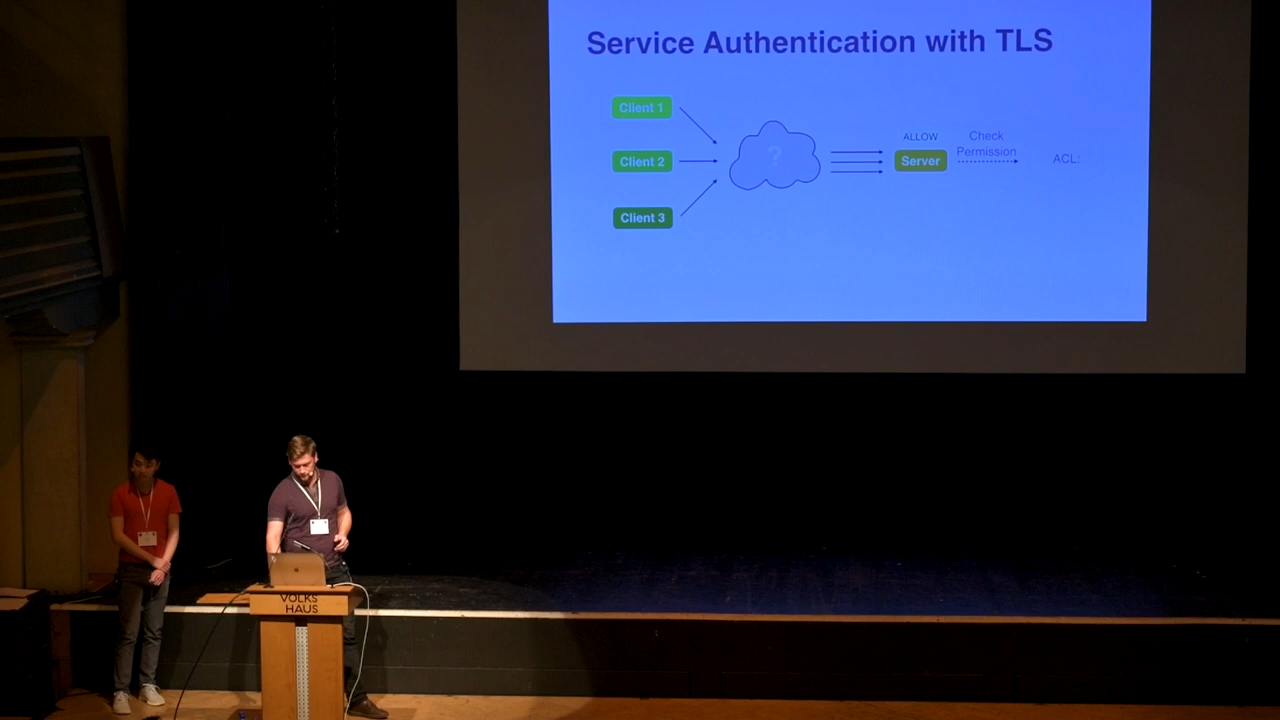 Service Authentication with TLS
Client 1
Client 2
Client 3
?
ALLOW
Server
Check
Permission
ACL:
VOLKS
HAUS